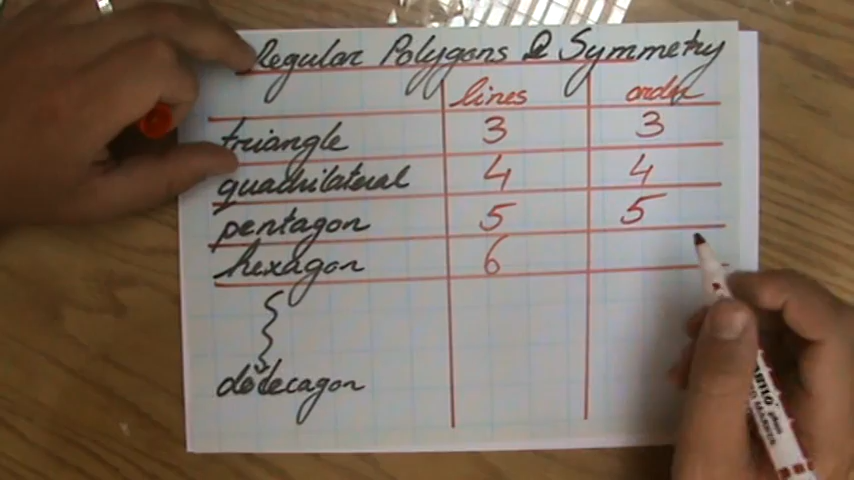 Regular Polygons & Symmetry
lines order
triangle 3 3
quadrilateral 4 4
pentagon 5 5
hexagon 6
dodecagon